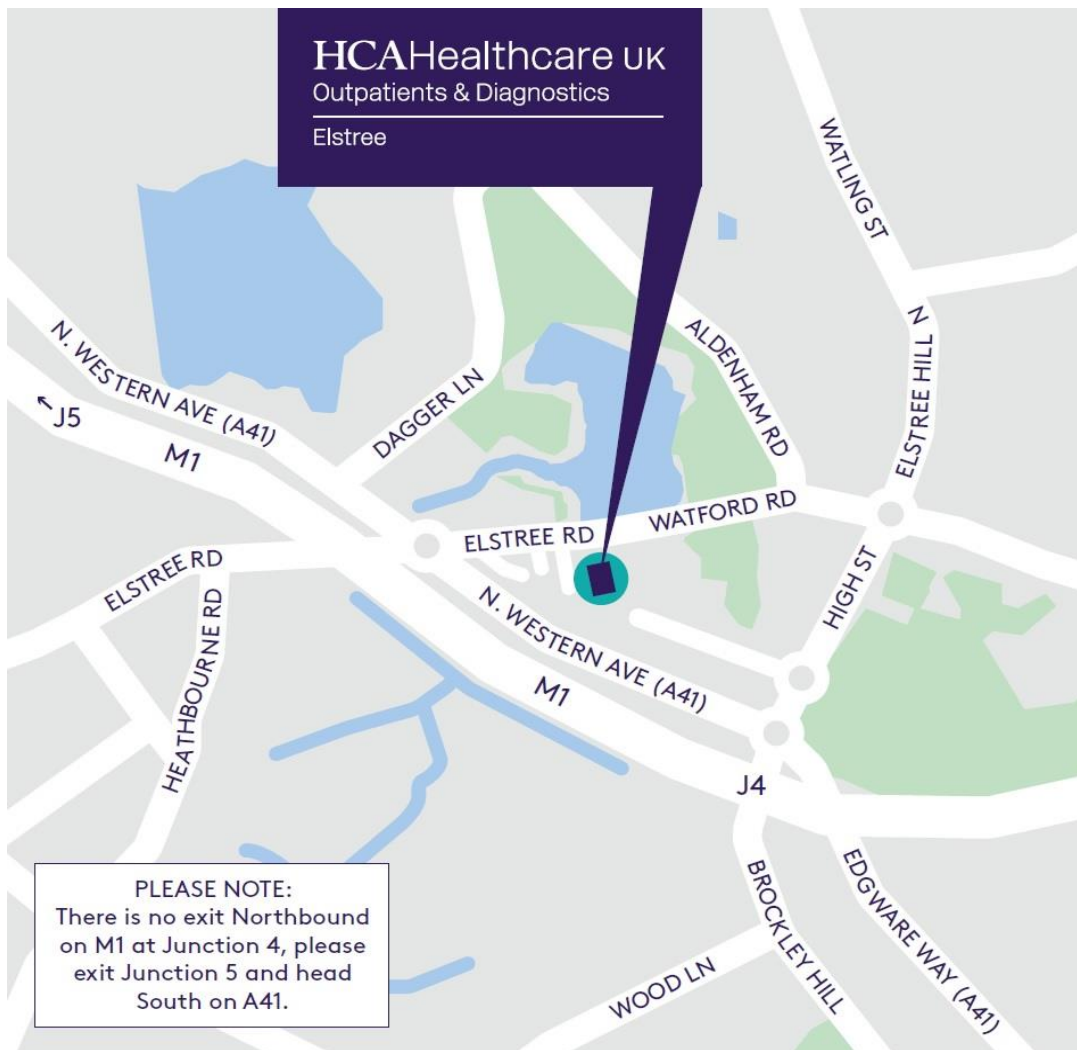 HCAHealthcare UK
Outpatients & Diagnostics
Elstree
WATLING ST
N. WESTERN AVE (A41)
ALDENHAM RD
N
ELSTREE HILL
DAGGER LN
←J5
M1
WATFORD RD
ELSTREE RD
ELSTREE RD
HIGH ST
N. WESTERN AVE (A41)
HEATHBOURNE RD
M1
J4
PLEASE NOTE:
There is no exit Northbound
on M1 at Junction 4, please
exit Junction 5 and head
South on A41.
BROCKLEY HILL
EDGWARE WAY (A41)
WOOD LN